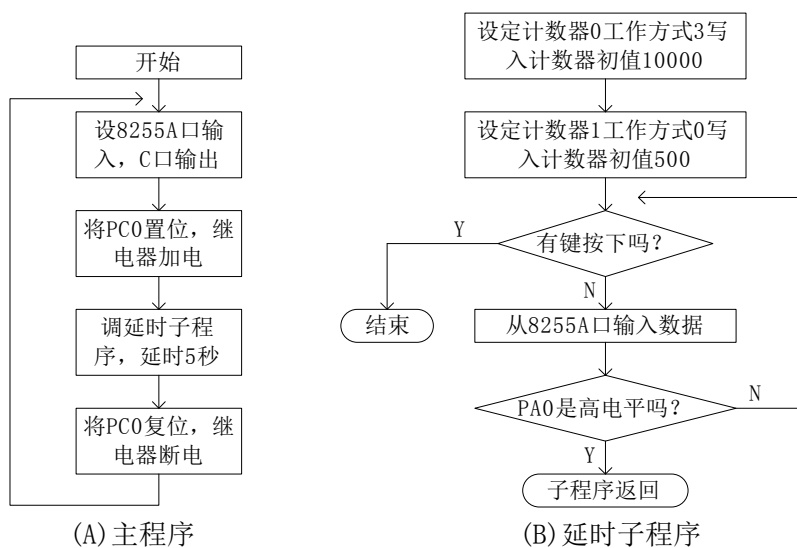 开始
设8255A口输
入，C口输出
将PC0置位，继
电器加电
调延时子程
序，延时5秒
将PC0复位，继
电器断电
(A)主程序
设定计数器0工作方式3写
入计数器初值10000
设定计数器1工作方式0写
入计数器初值500
有键按下吗？
Y
N
结束
从8255A口输入数据
PA0是高电平吗？
N
Y
子程序返回
(B)延时子程序